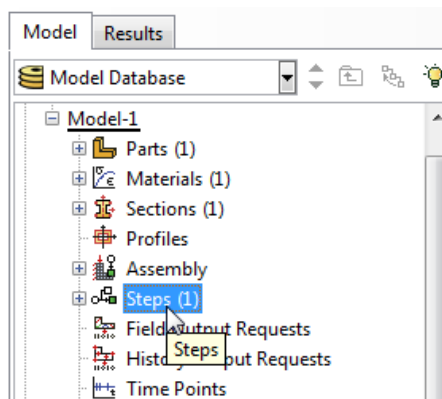 Model Results
Model Database
Model-1
Parts (1)
Materials (1)
Sections (1)
Profiles
Assembly
Steps (1)
Field Output Requests
Steps
History Output Requests
Time Points